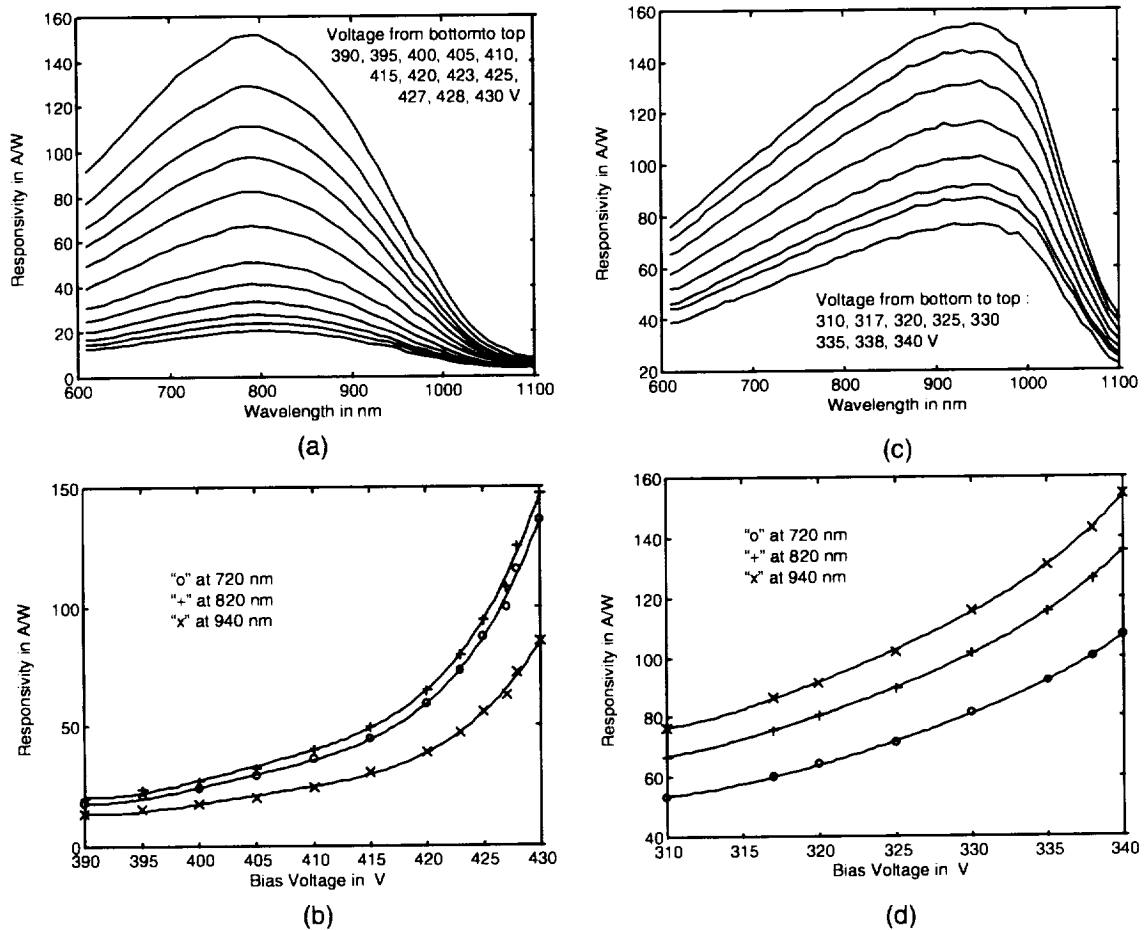 160
140
120
100
80
60
40
20
0
Responsivity in A/W
Voltage from bottomto top
390, 395, 400, 405, 410,
415, 420, 423, 425,
427, 428, 430 V
600 700 800 900 1000 1100
Wavelength in nm
(a)
160
140
120
100
80
60
40
20
Responsivity in A/W
Voltage from bottom to top :
310, 317, 320, 325, 330
335, 338, 340 V
600 700 800 900 1000 1100
Wavelength in nm
(c)
150
100
50
0
Responsivity in A/W
"o" at 720 nm
"+" at 820 nm
"x" at 940 nm
390 395 400 405 410 415 420 425 430
Bias Voltage in V
(b)
160
140
120
100
80
60
40
Responsivity in A/W
"o" at 720 nm
"+" at 820 nm
"x" at 940 nm
310 315 320 325 330 335 340
Bias Voltage in V
(d)